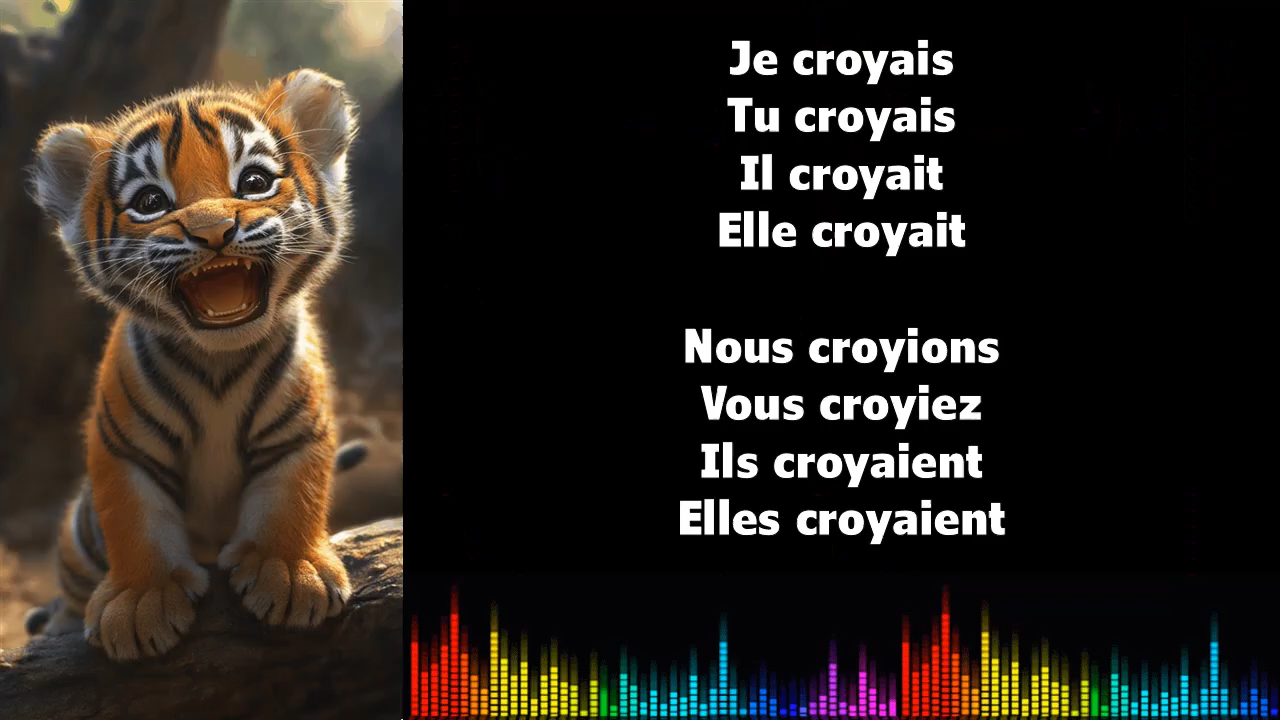 Je croyais
Tu croyais
Il croyait
Elle croyait
Nous croyions
Vous croyiez
Ils croyaient
Elles croyaient